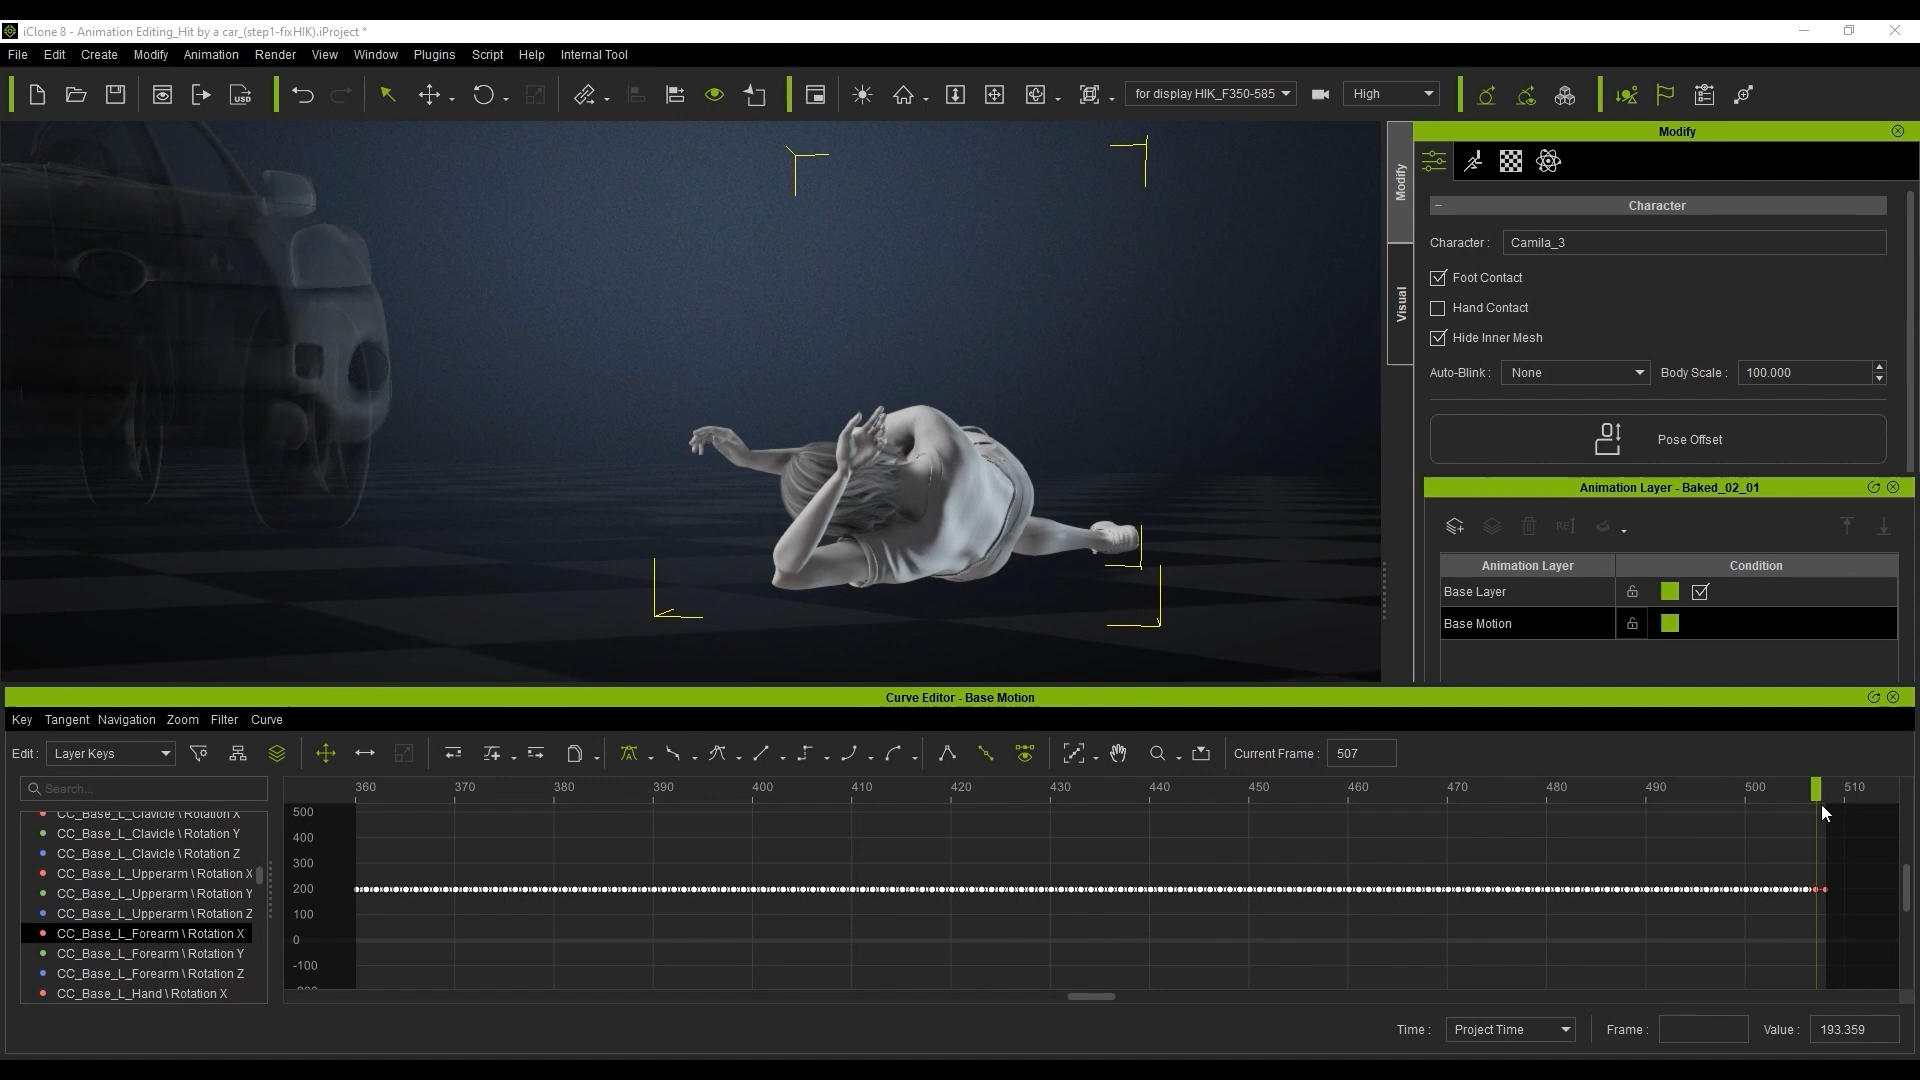 iClone 8 - Animation Editing_Hit by a car_(step1-fixHIK).iProject *
File Edit Create Modify Animation Render View Window Plugins Script Help Internal Tool
USD for display HIK_F350-585 High
Modify
Modify
Visual
Character
Character : Camila_3
Foot Contact
Hand Contact
Hide Inner Mesh
Auto-Blink : None Body Scale : 100.000
Pose Offset
Animation Layer - Baked_02_01
RE
Animation Layer Condition
Base Layer
Base Motion
Curve Editor - Base Motion
Key Tangent Navigation Zoom Filter Curve
Edit : Layer Keys Current Frame : 507
Search...
360 370 380 390 400 410 420 430 440 450 460 470 480 490 500 510
500
400
300
200
100
0
-100
-200
CC_Base_L_Clavicle \ Rotation X
CC_Base_L_Clavicle \ Rotation Y
CC_Base_L_Clavicle \ Rotation Z
CC_Base_L_Upperarm \ Rotation X
CC_Base_L_Upperarm \ Rotation Y
CC_Base_L_Upperarm \ Rotation Z
CC_Base_L_Forearm \ Rotation X
CC_Base_L_Forearm \ Rotation Y
CC_Base_L_Forearm \ Rotation Z
CC_Base_L_Hand \ Rotation X
Time : Project Time Frame : Value : 193.359